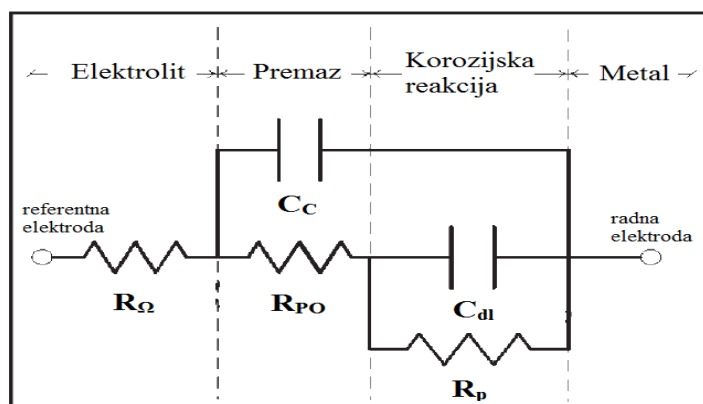 Elektrolit
Premaz
Korozijska
reakcija
Metal
C_C
referentna
elektroda
radna
elektroda
R_Ω
R_PO
C_dl
R_p